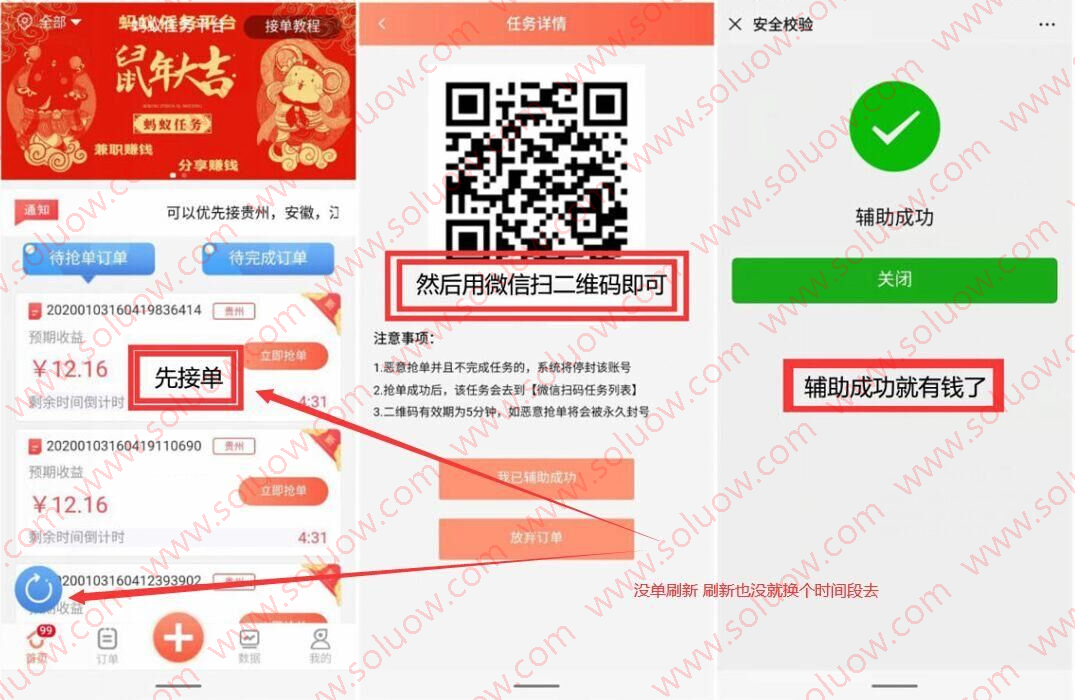 全部
蚂蚁任务平台
接单教程
鼠年大吉
蚂蚁任务
兼职赚钱
分享赚钱
通知
可以优先接贵州，安徽，江
待抢单订单
待完成订单
20200103160419836414
贵州
预期收益
￥12.16
立即抢单
剩余时间倒计时
4:31
先接单
20200103160419110690
贵州
预期收益
￥12.16
立即抢单
剩余时间倒计时
4:31
20200103160412393902
贵州
预期收益
99
首页
订单
数据
我的
任务详情
然后用微信扫二维码即可
注意事项：
1.恶意抢单并且不完成任务的，系统将停封该账号
2.抢单成功后，该任务会去到【微信扫码任务列表】
3.二维码有效期为5分钟，如恶意抢单将会被永久封号
我已辅助成功
放弃订单
安全校验
辅助成功
关闭
辅助成功就有钱了
没单刷新 刷新也没就换个时间段去
www.soluow.com